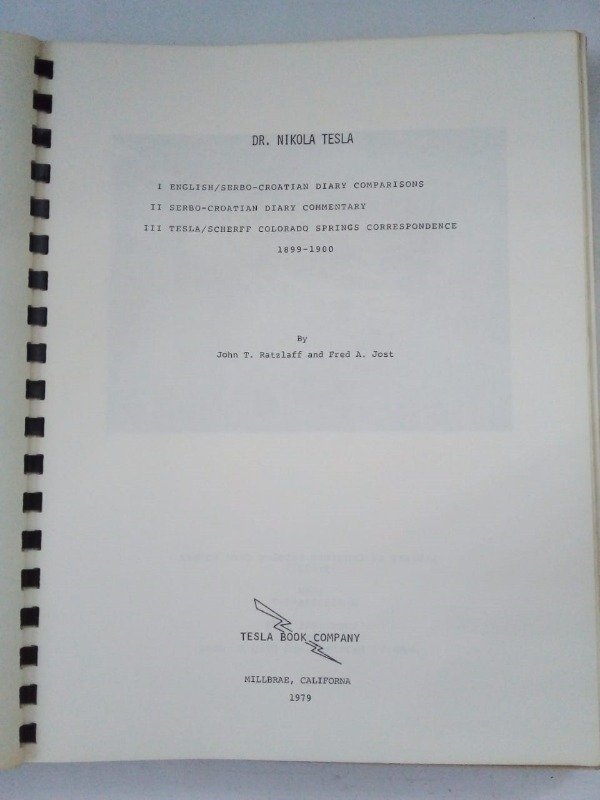 DR. NIKOLA TESLA
I ENGLISH/SERBO-CROATIAN DIARY COMPARISONS
II SERBO-CROATIAN DIARY COMMENTARY
III TESLA/SCHERFF COLORADO SPRINGS CORRESPONDENCE
1899-1900
By
John T. Ratzlaff and Fred A. Jost
TESLA BOOK COMPANY
MILLBRAE, CALIFORNA
1979